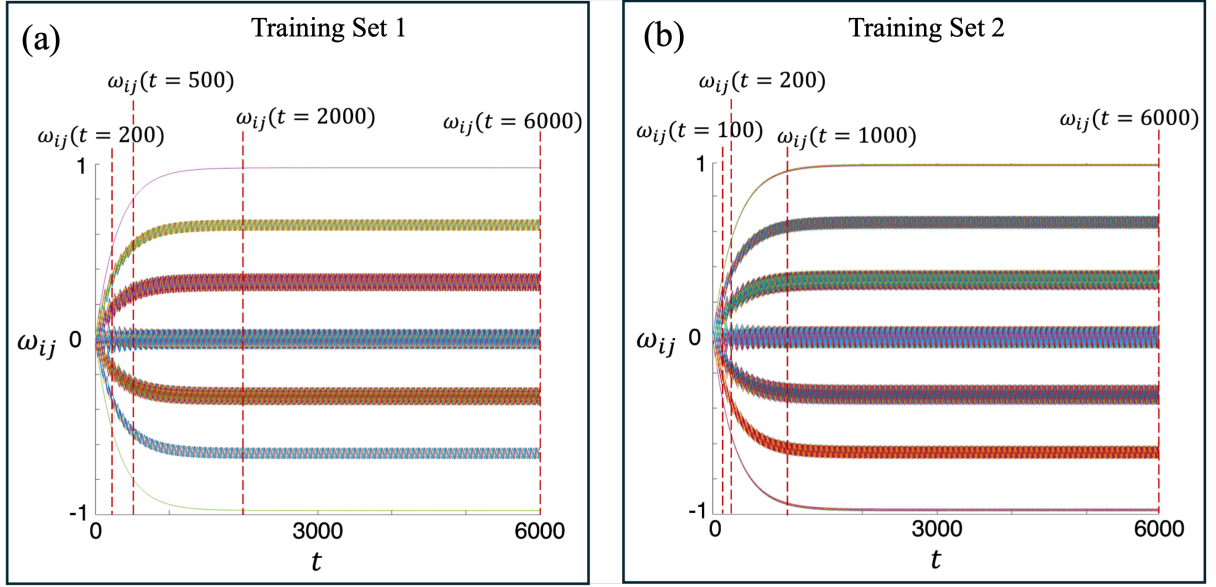 (a)
Training Set 1
ω_ij(t = 500)
ω_ij(t = 200)
ω_ij(t = 2000)
ω_ij(t = 6000)
1
ω_ij 0
-1
0 3000 6000
t
(b)
Training Set 2
ω_ij(t = 200)
ω_ij(t = 100)
ω_ij(t = 1000)
ω_ij(t = 6000)
1
ω_ij 0
-1
0 3000 6000
t